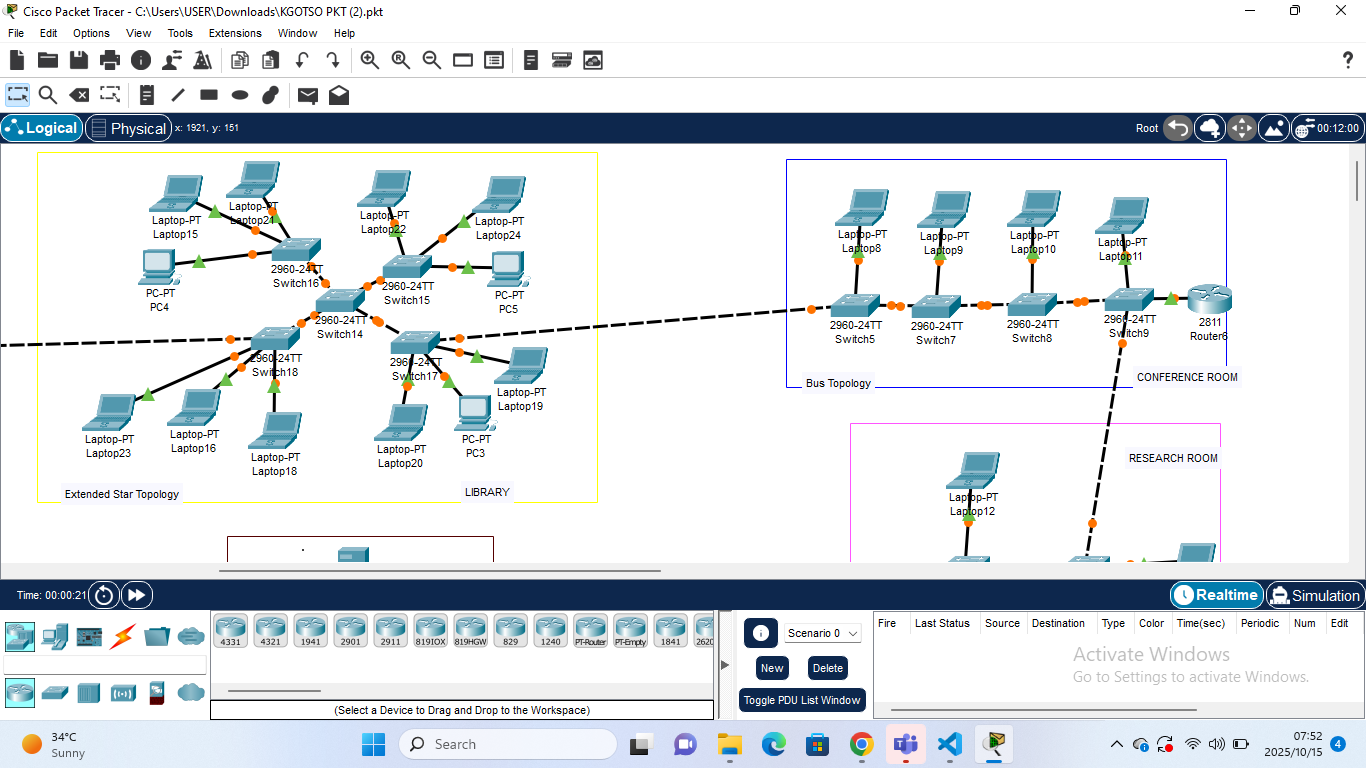 Cisco Packet Tracer - C:\Users\USER\Downloads\KGOTSO PKT (2).pkt
File Edit Options View Tools Extensions Window Help
Logical Physical x: 1921, y: 151 Root 00:12:00
Laptop-PT
Laptop15
Laptop-PT
Laptop21
Laptop-PT
Laptop22
Laptop-PT
Laptop24
PC-PT
PC4
2960-24TT
Switch16
2960-24TT
Switch15
PC-PT
PC5
2960-24TT
Switch14
2960-24TT
Switch18
2960-24TT
Switch17
Laptop-PT
Laptop19
Laptop-PT
Laptop23
Laptop-PT
Laptop16
Laptop-PT
Laptop18
Laptop-PT
Laptop20
PC-PT
PC3
Extended Star Topology
LIBRARY
Laptop-PT
Laptop8
Laptop-PT
Laptop9
Laptop-PT
Laptop10
Laptop-PT
Laptop11
2960-24TT
Switch5
2960-24TT
Switch7
2960-24TT
Switch8
2960-24TT
Switch9
2811
Router6
Bus Topology
CONFERENCE ROOM
RESEARCH ROOM
Laptop-PT
Laptop12
Time: 00:00:21
Realtime Simulation
4331 4321 1941 2901 2911 819IOX 819HGW 829 1240 PT-Router PT-Empty 1841 2620
(Select a Device to Drag and Drop to the Workspace)
Scenario 0
New Delete
Toggle PDU List Window
Fire Last Status Source Destination Type Color Time(sec) Periodic Num Edit
Activate Windows
Go to Settings to activate Windows.
34°C
Sunny
Search
07:52
2025/10/15
4